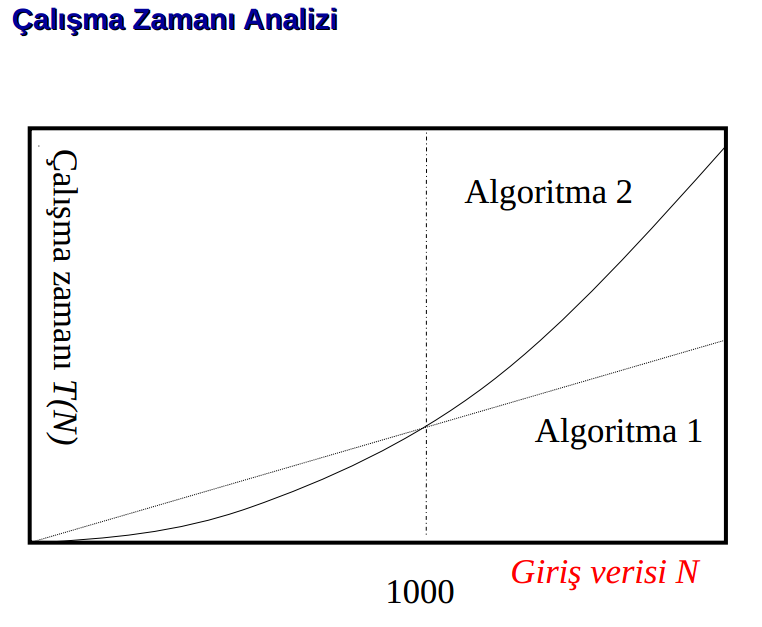 Çalışma Zamanı Analizi
Çalışma zamanı T(N)
Algoritma 2
Algoritma 1
Giriş verisi N
1000